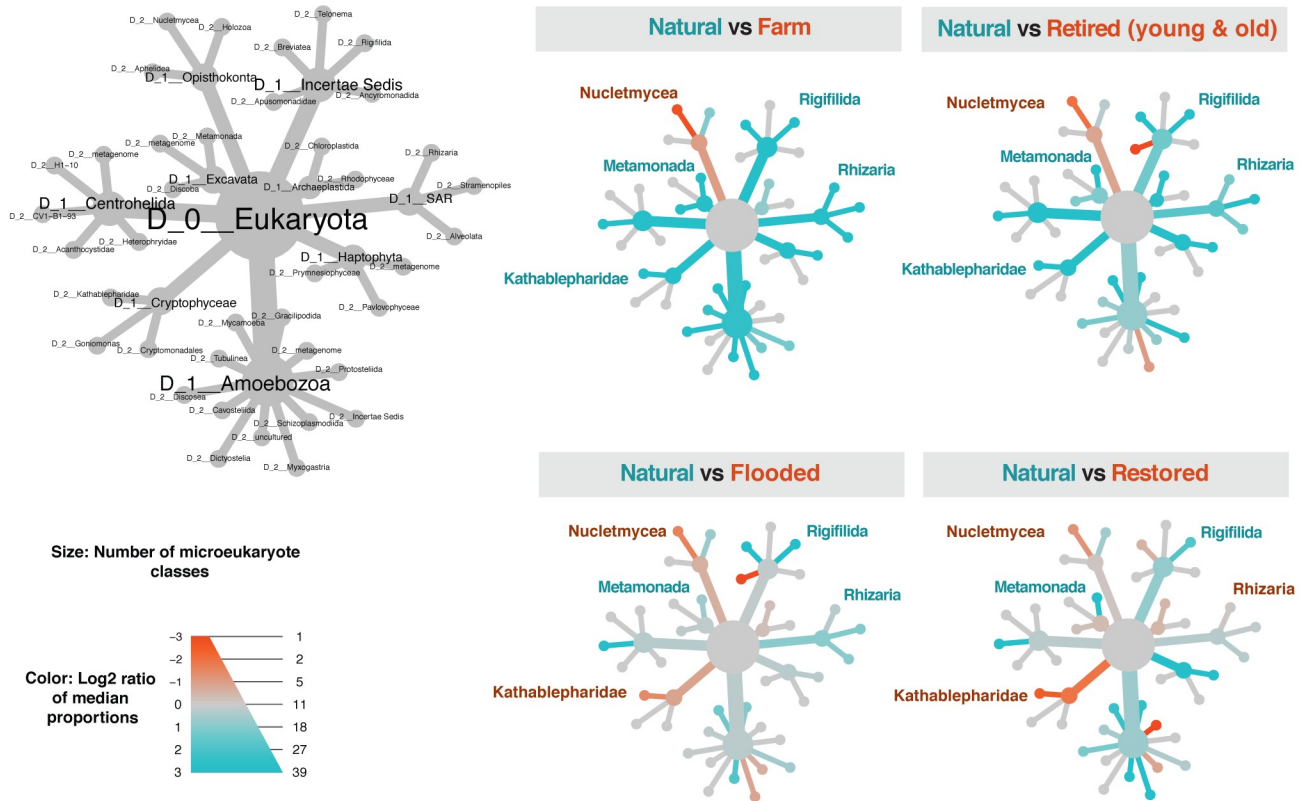 D_2__Nucletmycea
D_2__Holozoa
D_2__Aphelidea
D_1__Opisthokonta
D_2__Telonema
D_2__Breviatea
D_2__Rigifilida
D_1__Incertae Sedis
D_2__Apusomonadidae
D_2__Ancyromonadida
D_2__Metamonada
D_2__metagenome
D_2__Discoba
D_1__Excavata
D_2__Chloroplastida
D_2__Rhodophyceae
D_1__Archaeplastida
D_2__Rhizaria
D_2__Stramenopiles
D_1__SAR
D_2__Alveolata
D_2__metagenome
D_2__H1-10
D_1__Centrohelida
D_2__CV1-B1-93
D_2__Acanthocystidae
D_2__Heterophryidae
D_0__Eukaryota
D_1__Haptophyta
D_2__metagenome
D_2__Prymnesiophyceae
D_2__Pavlovophyceae
D_2__Kathablepharidae
D_1__Cryptophyceae
D_2__Goniomonas
D_2__Cryptomonadales
D_2__Gracilipodida
D_2__Mycamoeba
D_2__metagenome
D_2__Tubulinea
D_2__Protosteliida
D_1__Amoebozoa
D_2__Discosea
D_2__Cavosteliida
D_2__Incertae Sedis
D_2__Schizoplasmodiida
D_2__uncultured
D_2__Dictyostelia
D_2__Myxogastria
Size: Number of microeukaryote
classes
Color: Log2 ratio
of median
proportions
−3 1
−2 2
−1 5
0 11
1 18
2 27
3 39
Natural vs Farm
Nucletmycea
Rigifilida
Metamonada
Rhizaria
Kathablepharidae
Natural vs Retired (young & old)
Nucletmycea
Rigifilida
Metamonada
Rhizaria
Kathablepharidae
Natural vs Flooded
Nucletmycea
Rigifilida
Metamonada
Rhizaria
Kathablepharidae
Natural vs Restored
Nucletmycea
Rigifilida
Metamonada
Rhizaria
Kathablepharidae